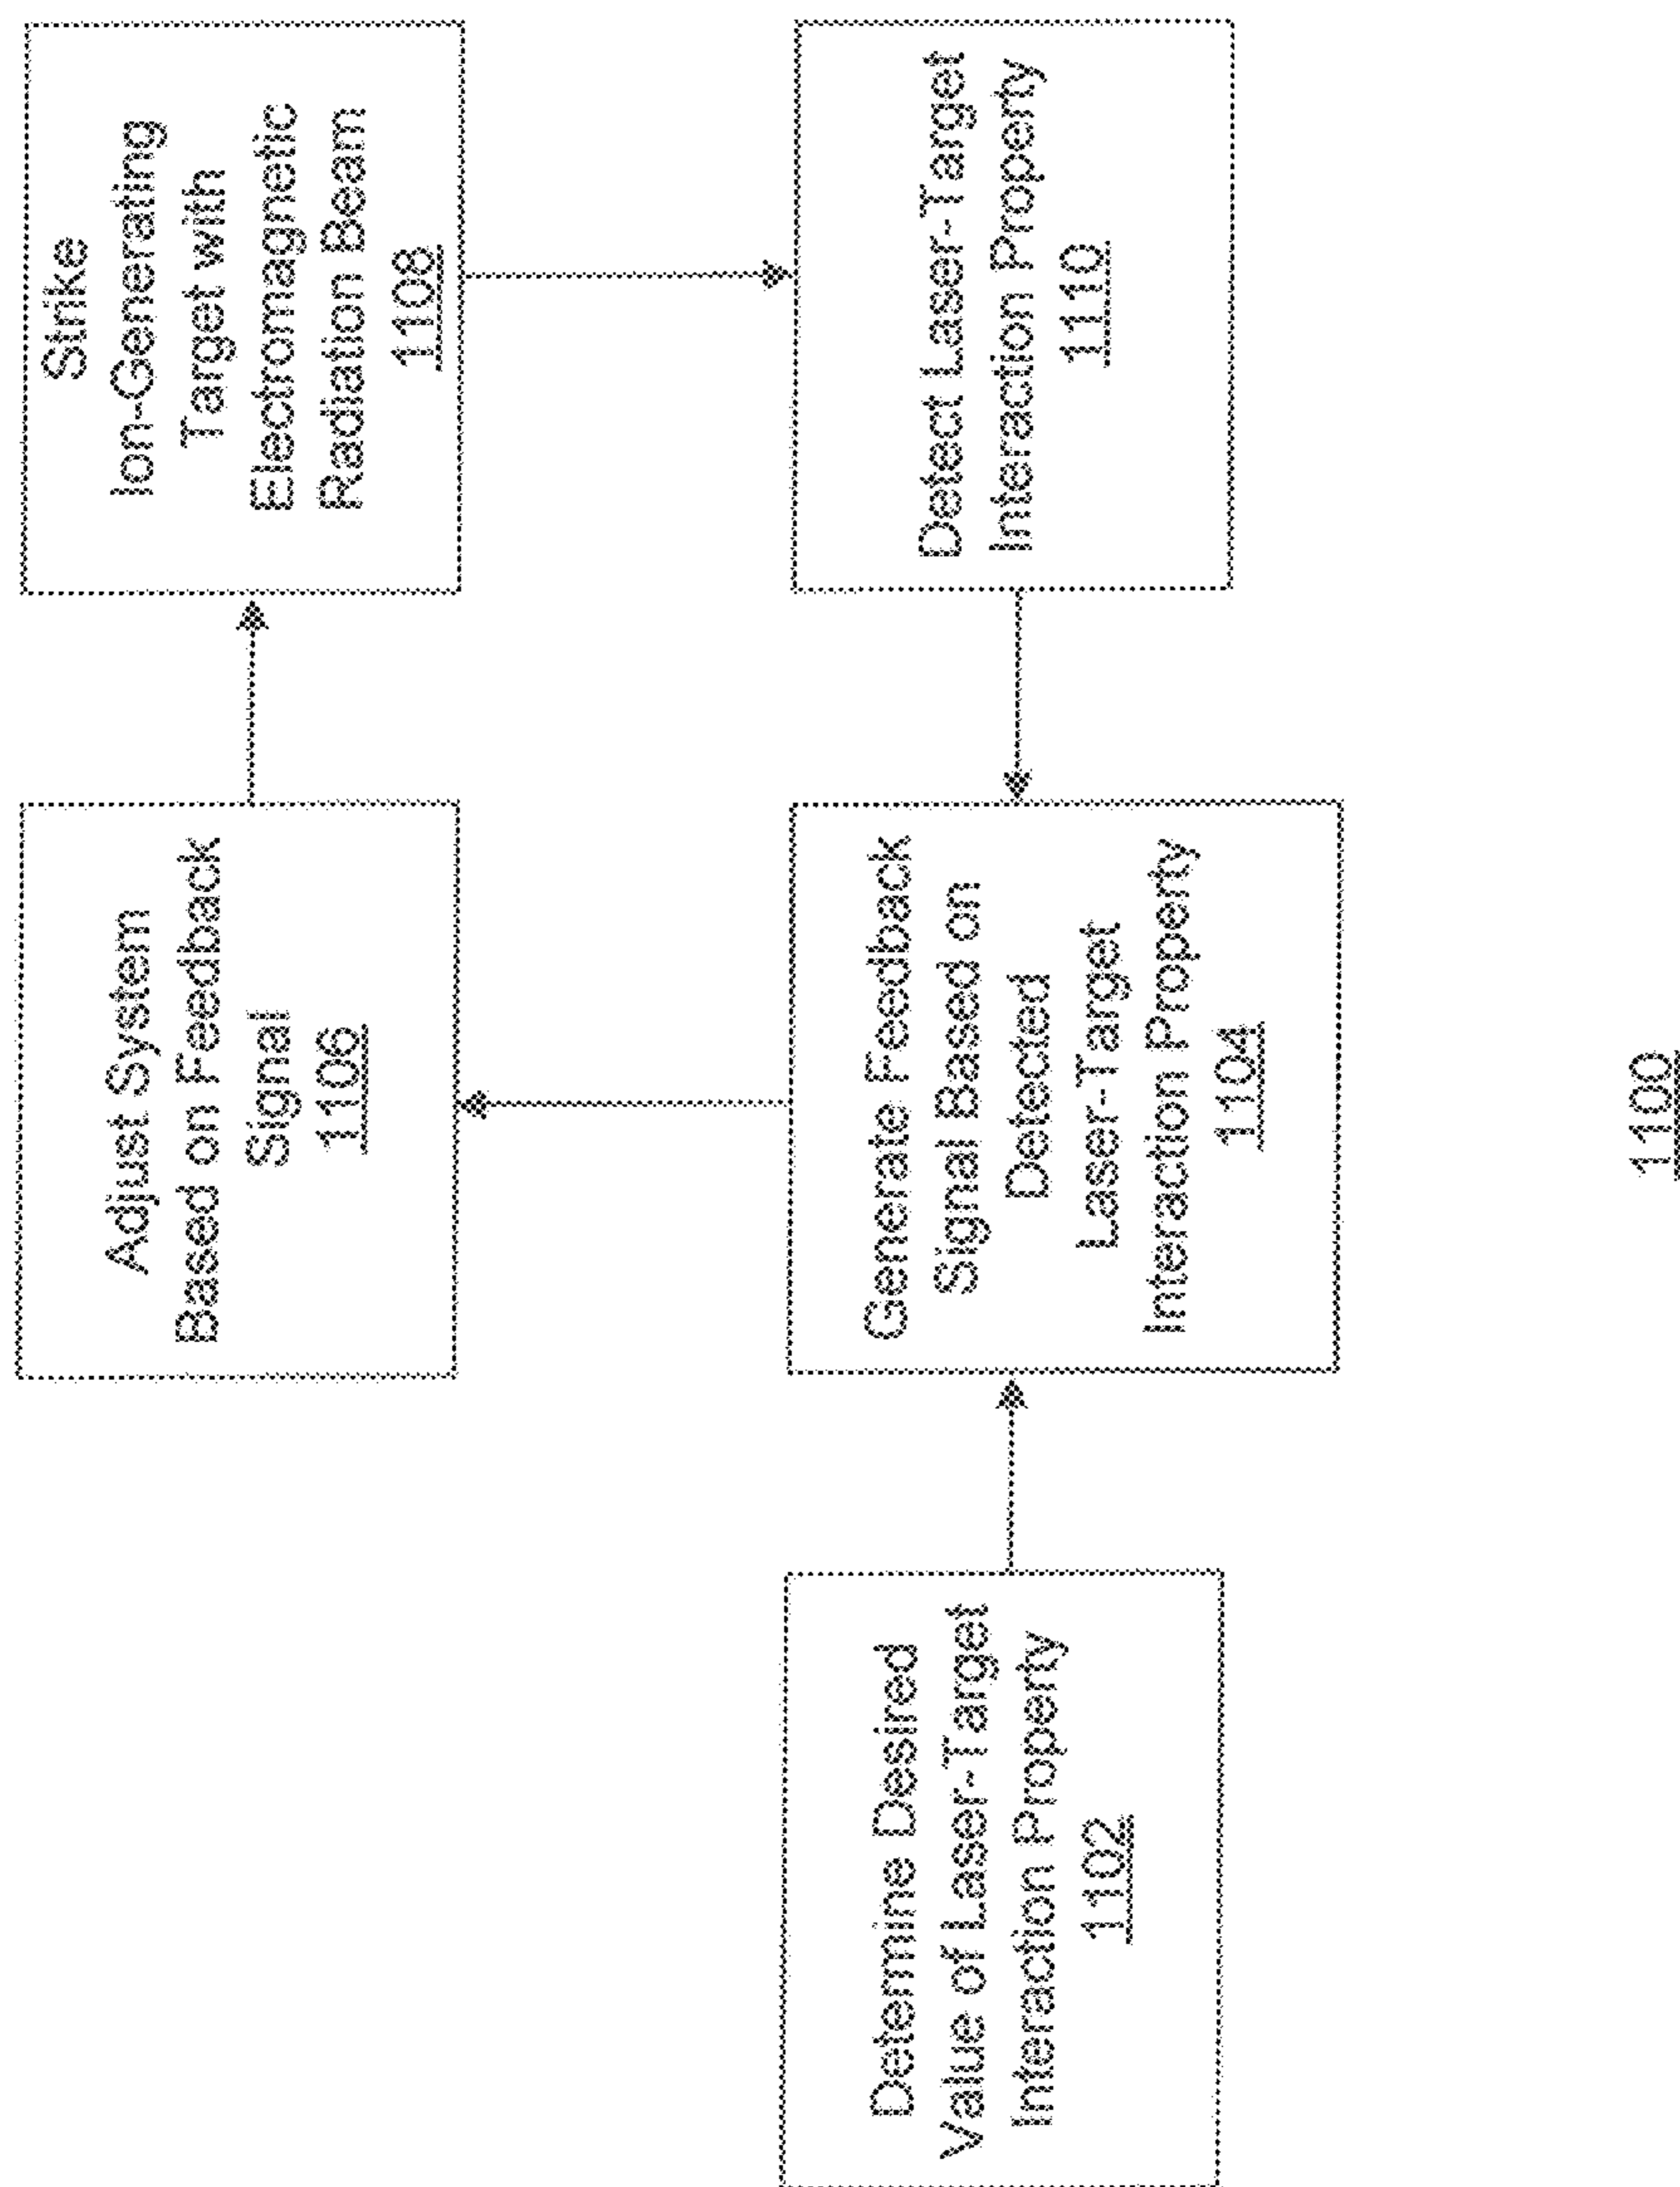 Adjust System
Based on Feedback
Signal
1106
Strike
Ion-Generating
Target with
Electromagnetic
Radiation Beam
1108
Determine Desired
Value of Laser-Target
Interaction Property
1102
Generate Feedback
Signal Based on
Detected
Laser-Target
Interaction Property
1104
Detect Laser-Target
Interaction Property
1110
1100